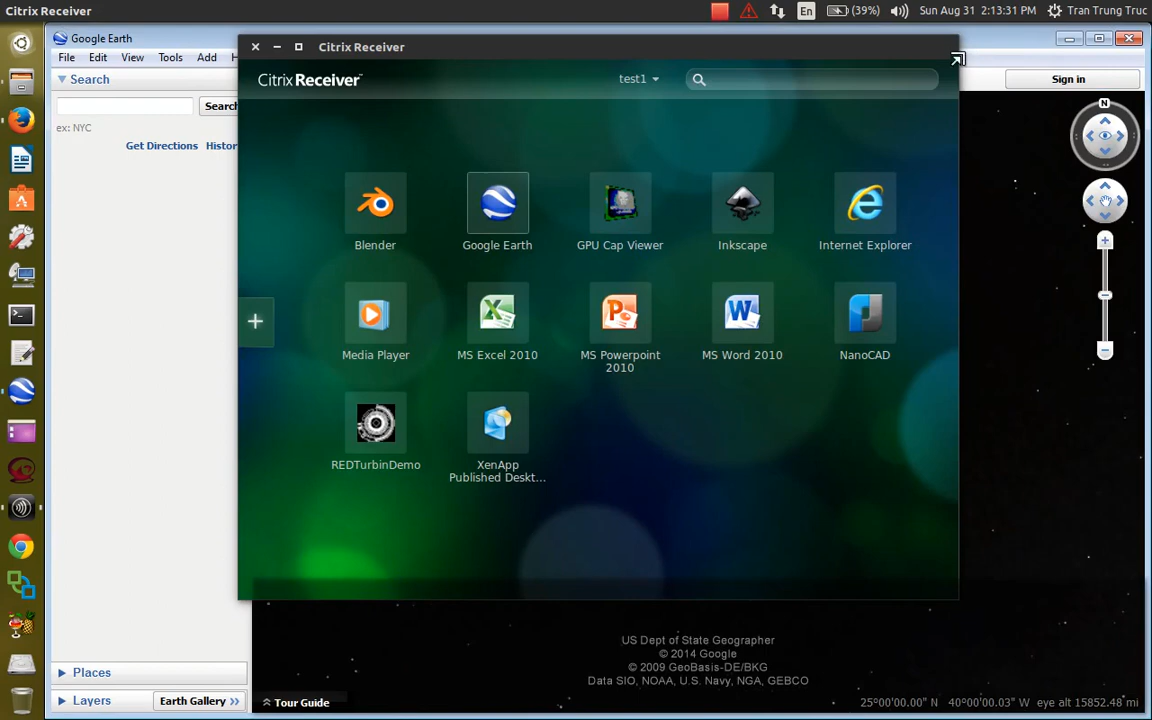 Citrix Receiver
En
(39%)
Sun Aug 31 2:13:31 PM
Tran Trung Truc
Google Earth
File Edit View Tools Add H
Search
Search
ex: NYC
Get Directions Histor
Sign in
N
Citrix Receiver
Citrix Receiver™
test1
Blender
Google Earth
GPU Cap Viewer
Inkscape
Internet Explorer
Media Player
MS Excel 2010
MS Powerpoint
2010
MS Word 2010
NanoCAD
REDTurbinDemo
XenApp
Published Deskt...
US Dept of State Geographer
© 2014 Google
© 2009 GeoBasis-DE/BKG
Data SIO, NOAA, U.S. Navy, NGA, GEBCO
Places
Layers
Earth Gallery
Tour Guide
25°00'00.00" N 40°00'00.03" W eye alt 15852.48 mi